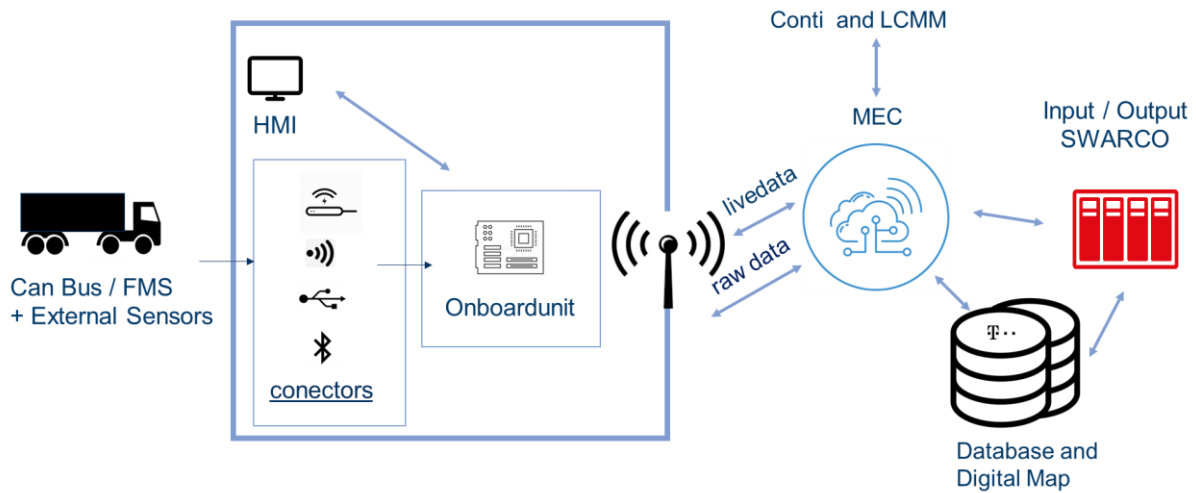 Conti  and LCMM
MEC
Input / Output
SWARCO
HMI
livedata
raw data
Can Bus / FMS
+ External Sensors
Onboardunit
conectors
T··
Database and
Digital Map